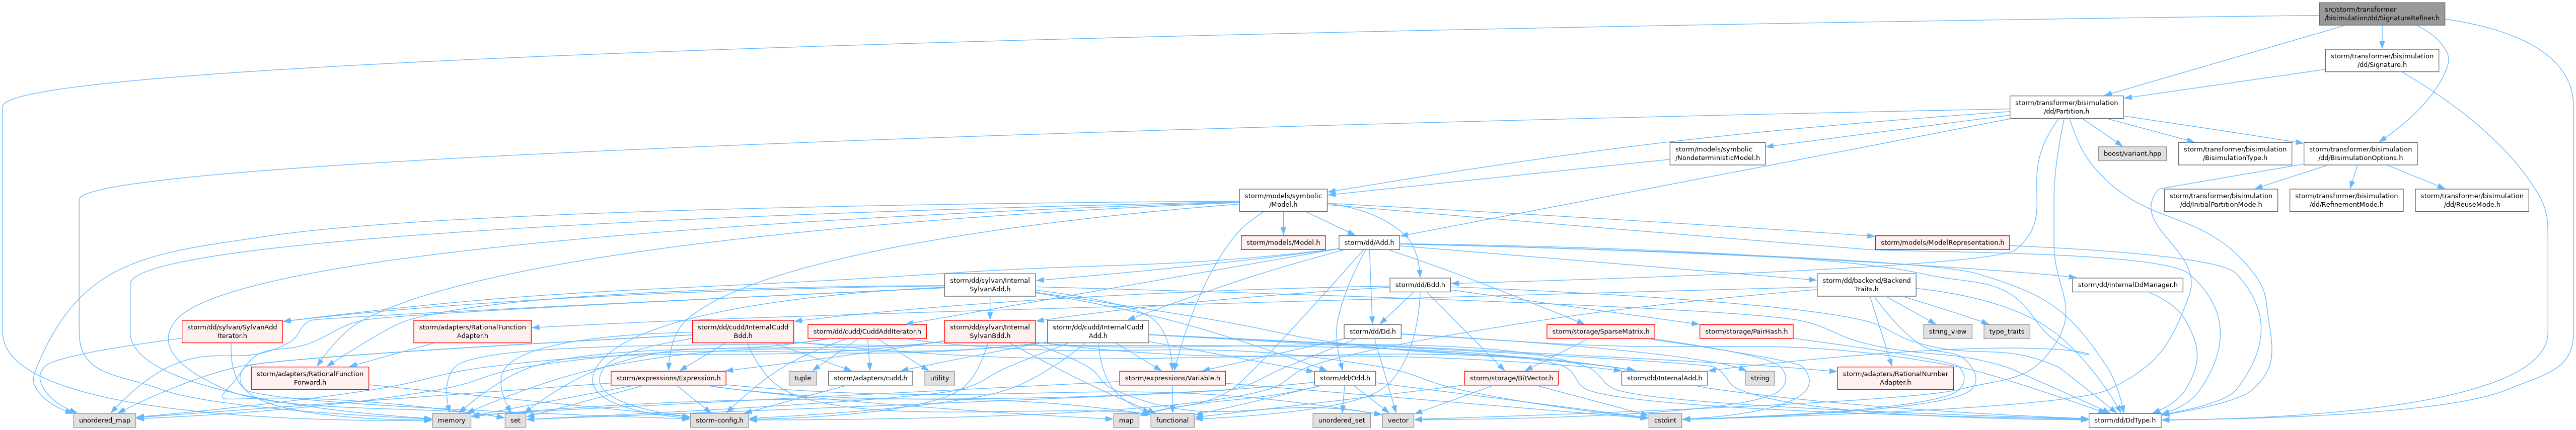 src/storm/transformer
/bisimulation/dd/SignatureRefiner.h
storm/transformer/bisimulation
/dd/Signature.h
storm/transformer/bisimulation
/dd/Partition.h
storm/models/symbolic
/NondeterministicModel.h
boost/variant.hpp
storm/transformer/bisimulation
/BisimulationType.h
storm/transformer/bisimulation
/dd/BisimulationOptions.h
storm/models/symbolic
/Model.h
storm/transformer/bisimulation
/dd/InitialPartitionMode.h
storm/transformer/bisimulation
/dd/RefinementMode.h
storm/transformer/bisimulation
/dd/ReuseMode.h
storm/models/Model.h
storm/dd/Add.h
storm/models/ModelRepresentation.h
storm/dd/sylvan/Internal
SylvanAdd.h
storm/dd/Bdd.h
storm/dd/backend/Backend
Traits.h
storm/dd/InternalDdManager.h
storm/dd/sylvan/SylvanAdd
Iterator.h
storm/adapters/RationalFunction
Adapter.h
storm/dd/cudd/InternalCudd
Bdd.h
storm/dd/cudd/CuddAddIterator.h
storm/dd/sylvan/Internal
SylvanBdd.h
storm/dd/cudd/InternalCudd
Add.h
storm/dd/Dd.h
storm/storage/SparseMatrix.h
storm/storage/PairHash.h
string_view
type_traits
storm/adapters/RationalFunction
Forward.h
storm/expressions/Expression.h
tuple
storm/adapters/cudd.h
utility
storm/expressions/Variable.h
storm/dd/Odd.h
storm/storage/BitVector.h
storm/dd/InternalAdd.h
string
storm/adapters/RationalNumber
Adapter.h
unordered_map
memory
set
storm-config.h
map
functional
unordered_set
vector
cstdint
storm/dd/DdType.h